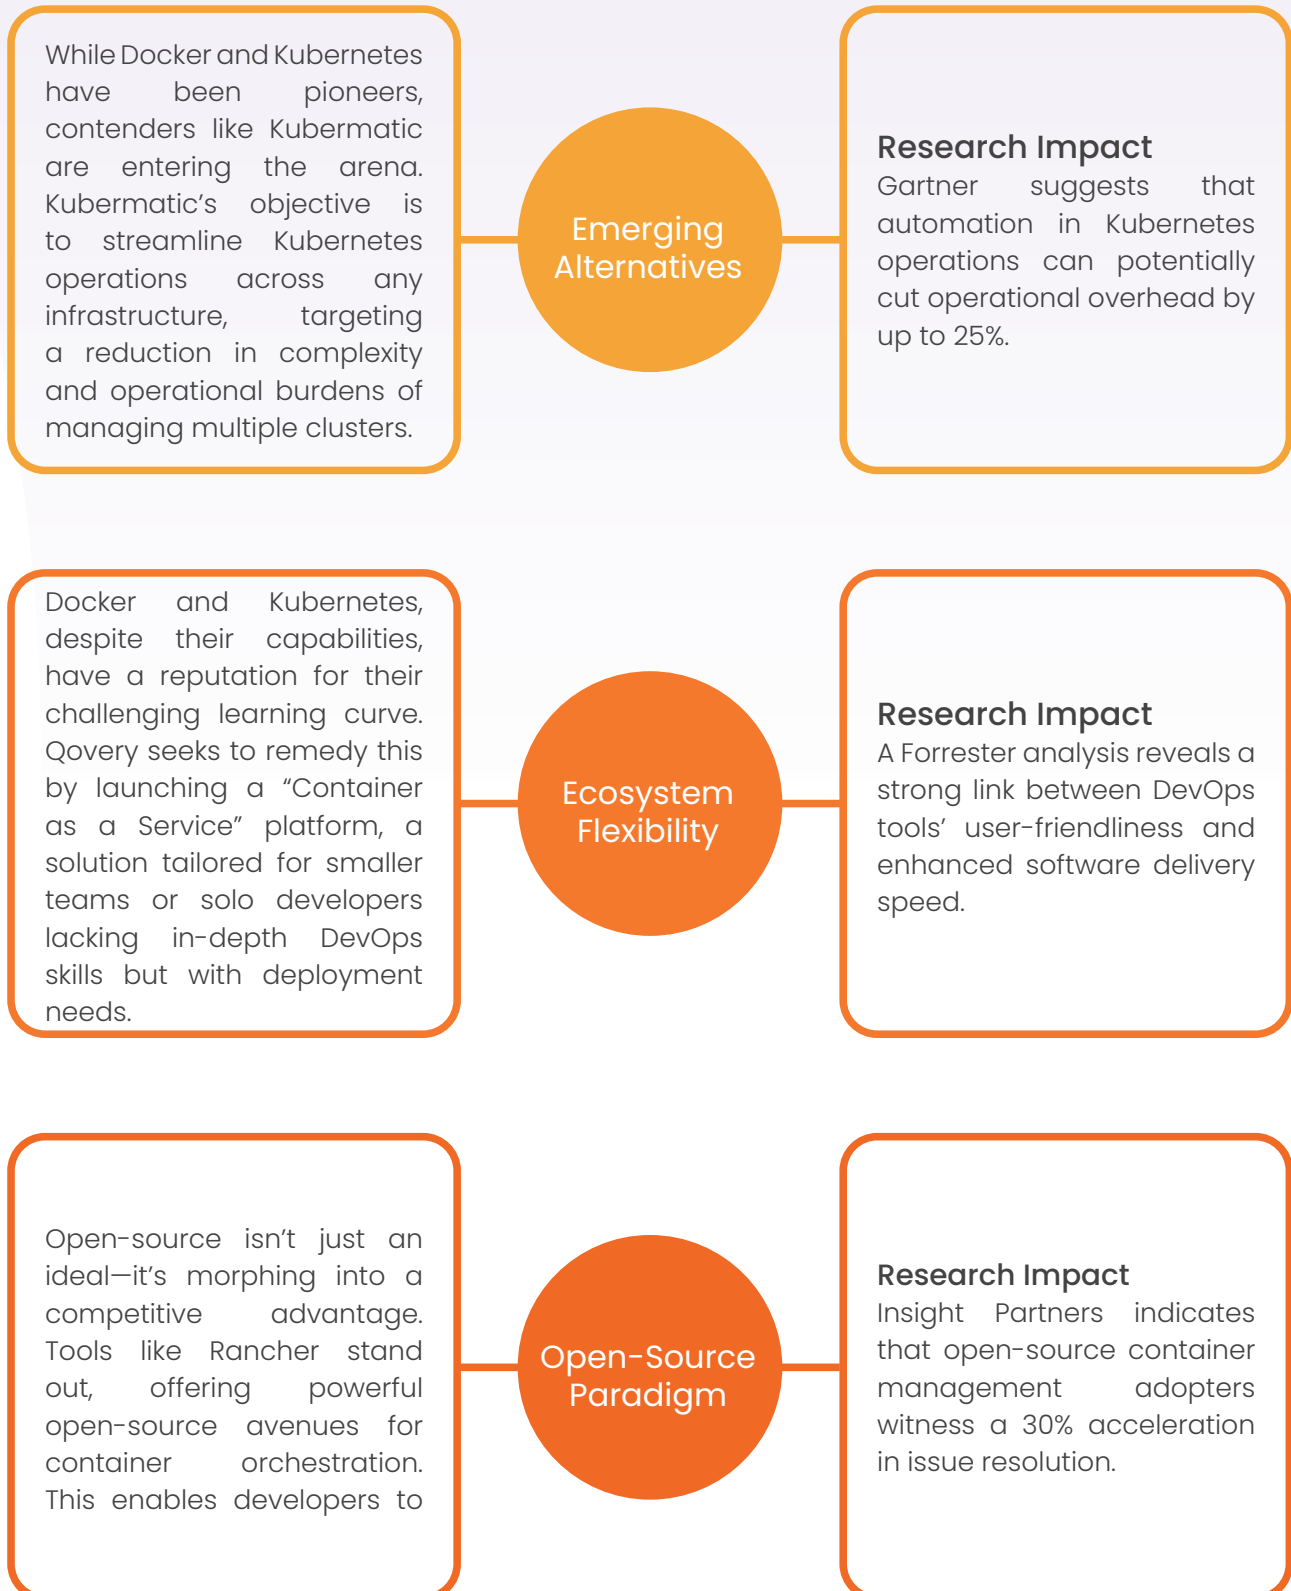 While Docker and Kubernetes
have been pioneers,
contenders like Kubermatic
are entering the arena.
Kubermatic’s objective is
to streamline Kubernetes
operations across any
infrastructure, targeting
a reduction in complexity
and operational burdens of
managing multiple clusters.
Emerging
Alternatives
Research Impact
Gartner suggests that
automation in Kubernetes
operations can potentially
cut operational overhead by
up to 25%.
Docker and Kubernetes,
despite their capabilities,
have a reputation for their
challenging learning curve.
Qovery seeks to remedy this
by launching a “Container
as a Service” platform, a
solution tailored for smaller
teams or solo developers
lacking in-depth DevOps
skills but with deployment
needs.
Ecosystem
Flexibility
Research Impact
A Forrester analysis reveals a
strong link between DevOps
tools’ user-friendliness and
enhanced software delivery
speed.
Open-source isn’t just an
ideal—it’s morphing into a
competitive advantage.
Tools like Rancher stand
out, offering powerful
open-source avenues for
container orchestration.
This enables developers to
Open-Source
Paradigm
Research Impact
Insight Partners indicates
that open-source container
management adopters
witness a 30% acceleration
in issue resolution.